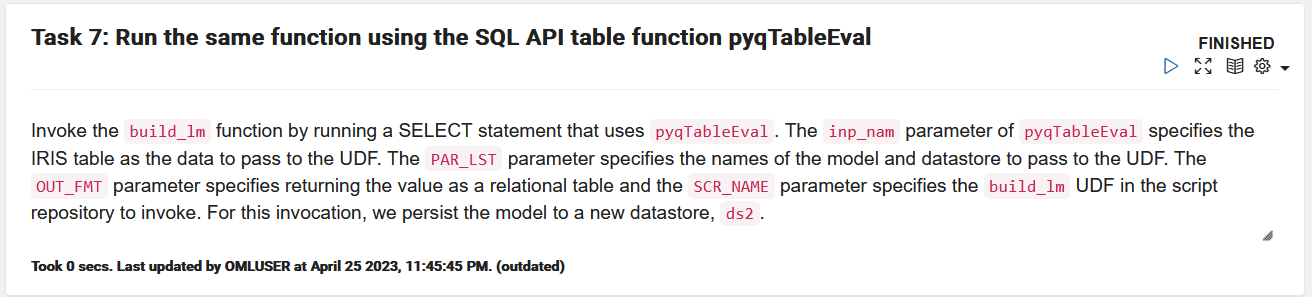 Task 7: Run the same function using the SQL API table function pyqTableEval
FINISHED
Invoke the build_lm function by running a SELECT statement that uses pyqTableEval. The inp_nam parameter of pyqTableEval specifies the
IRIS table as the data to pass to the UDF. The PAR_LST parameter specifies the names of the model and datastore to pass to the UDF. The
OUT_FMT parameter specifies returning the value as a relational table and the SCR_NAME parameter specifies the build_lm UDF in the script
repository to invoke. For this invocation, we persist the model to a new datastore, ds2.
Took 0 secs. Last updated by OMLUSER at April 25 2023, 11:45:45 PM. (outdated)